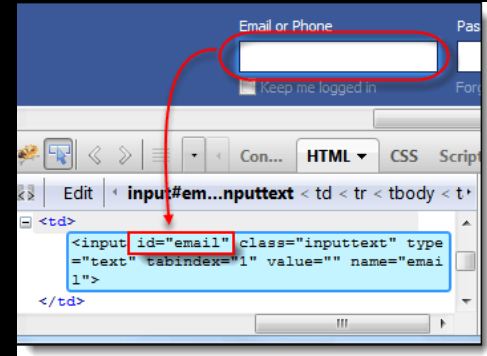 Email or Phone Pas
Keep me logged in Forg
Con... HTML CSS Script
Edit input#em...nputtext < td < tr < tbody < t
<td>
<input id="email" class="inputtext" type
="text" tabindex="1" value="" name="emai
l">
</td>